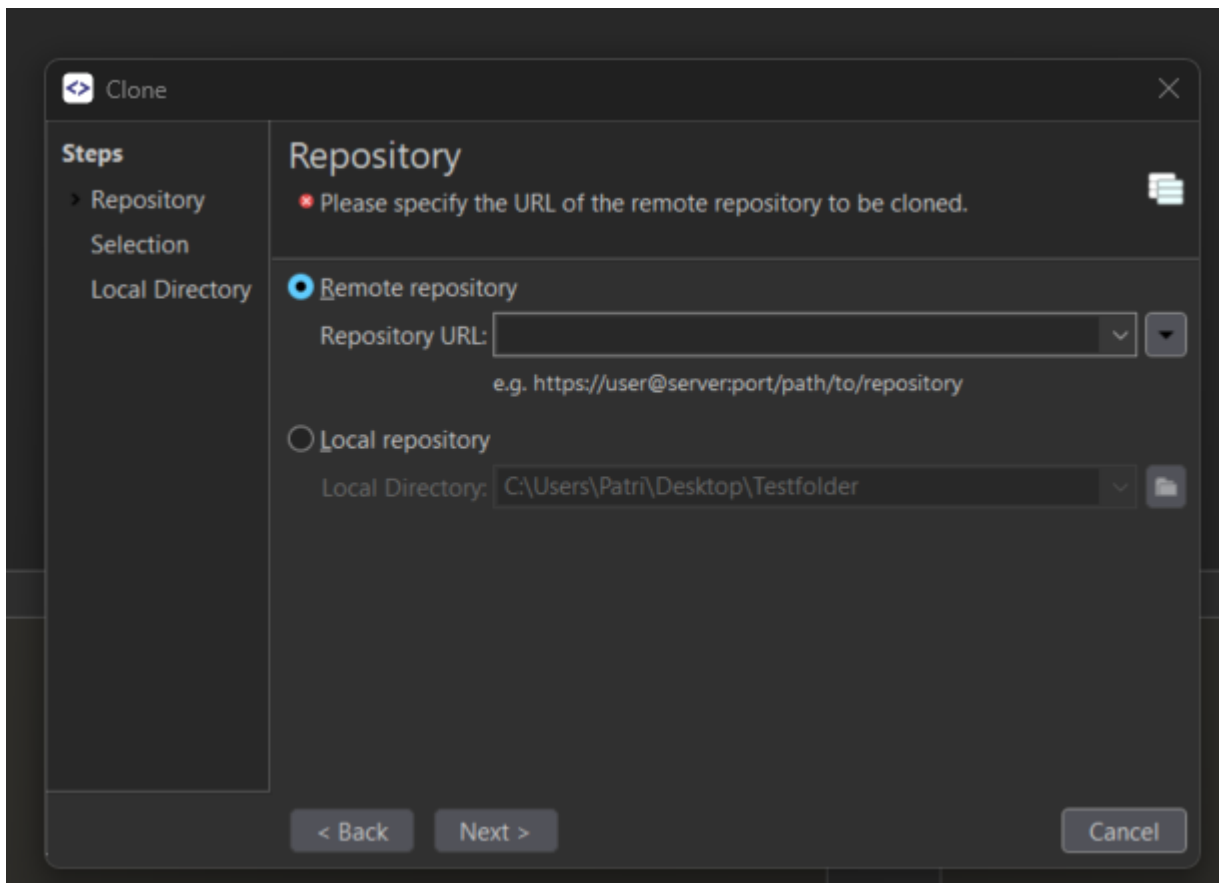 Clone
Steps
Repository
Selection
Local Directory
Repository
Please specify the URL of the remote repository to be cloned.
Remote repository
Repository URL:
e.g. https://user@server:port/path/to/repository
Local repository
Local Directory: C:\Users\Patri\Desktop\Testfolder
< Back Next > Cancel